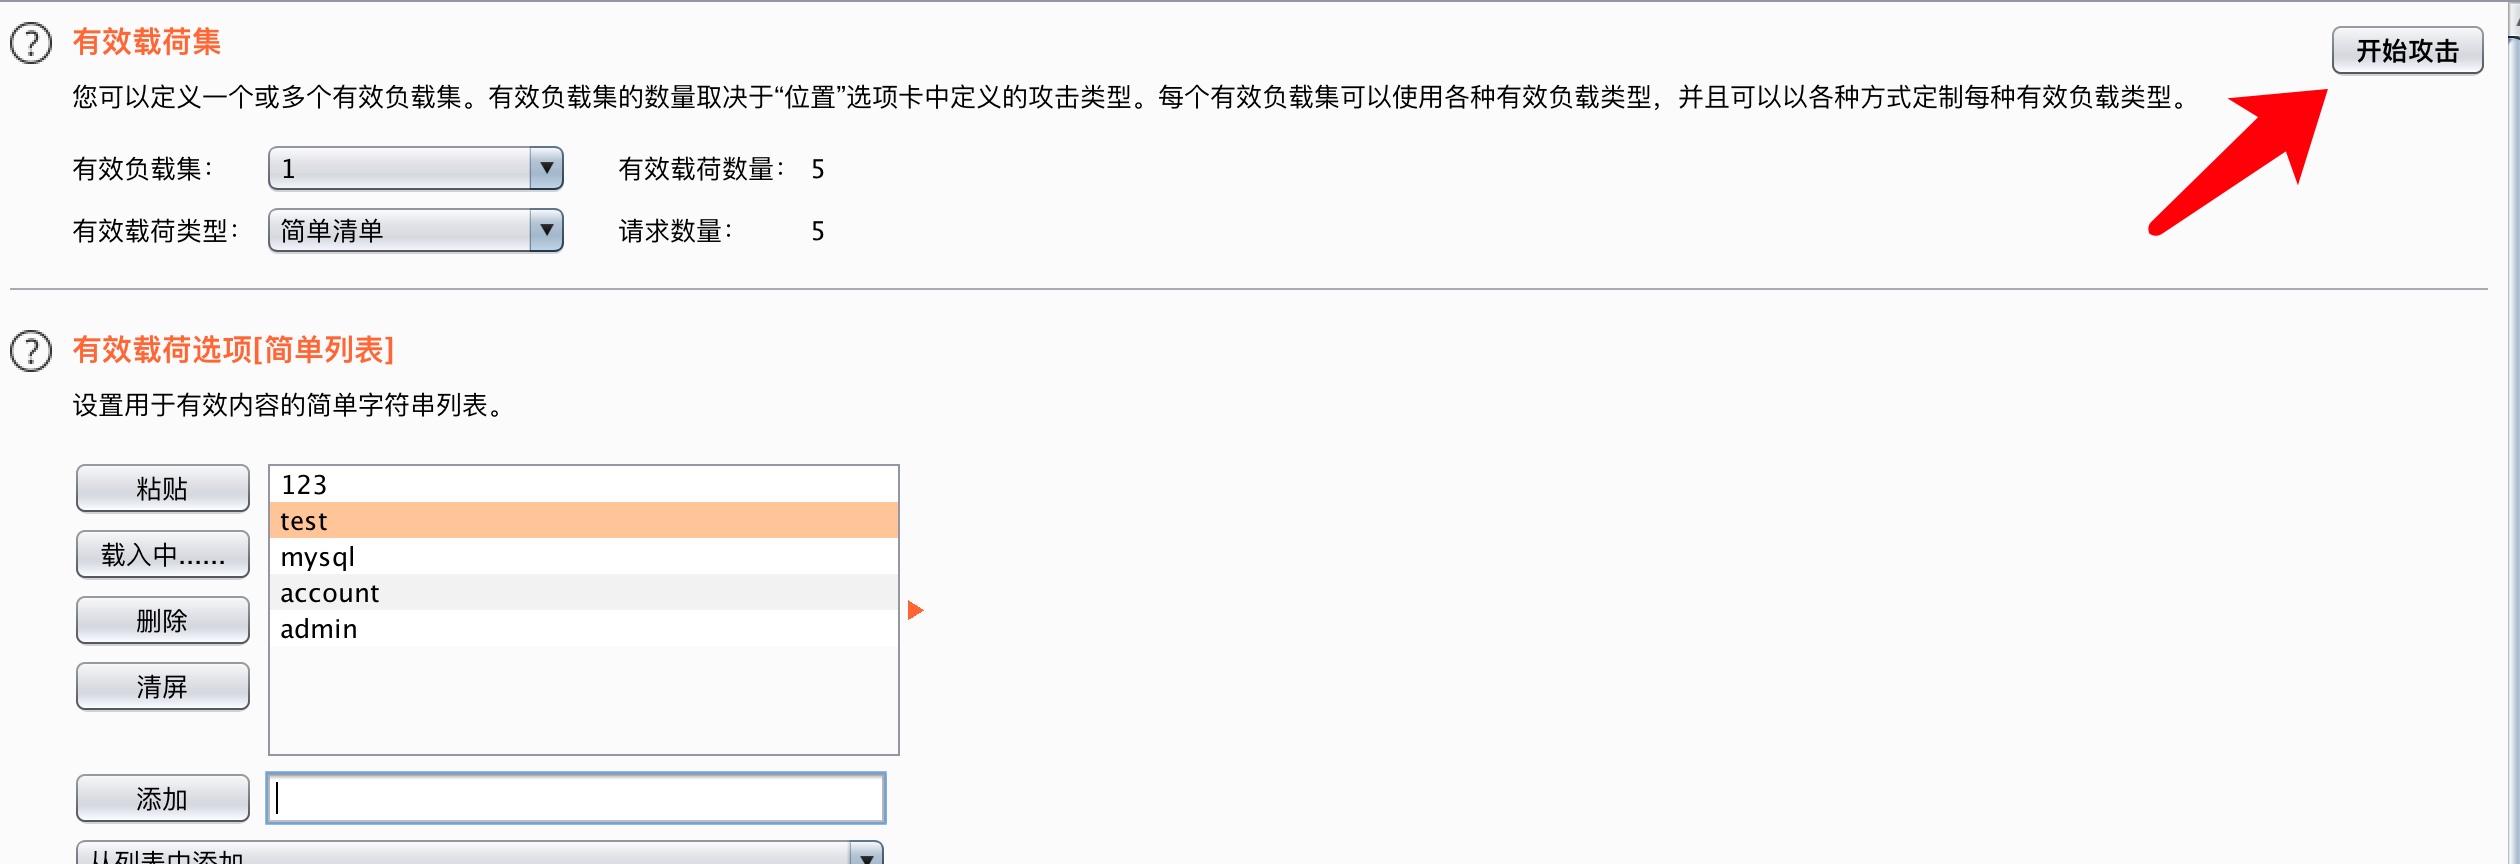 有效载荷集
开始攻击
您可以定义一个或多个有效负载集。有效负载集的数量取决于“位置”选项卡中定义的攻击类型。每个有效负载集可以使用各种有效负载类型，并且可以以各种方式定制每种有效负载类型。
有效负载集： 1 有效载荷数量： 5
有效载荷类型： 简单清单 请求数量： 5
有效载荷选项[简单列表]
设置用于有效内容的简单字符串列表。
粘贴
载入中......
删除
清屏
123
test
mysql
account
admin
添加
从列表中添加